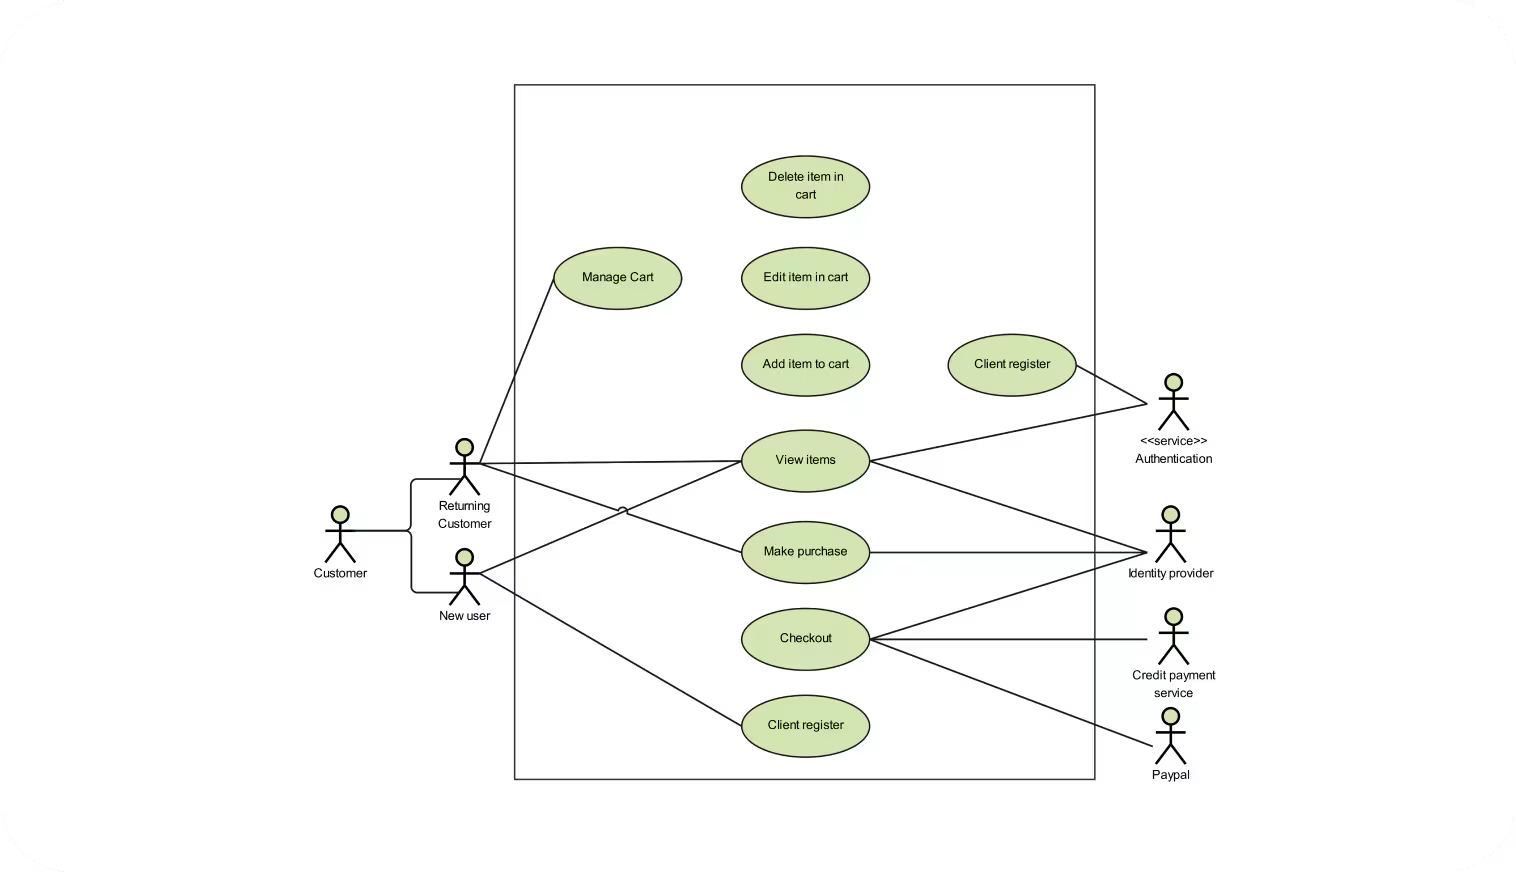 Delete item in
cart
Manage Cart
Edit item in cart
Add item to cart
Client register
<<service>>
Authentication
View items
Returning
Customer
Customer
Make purchase
Identity provider
New user
Checkout
Credit payment
service
Client register
Paypal